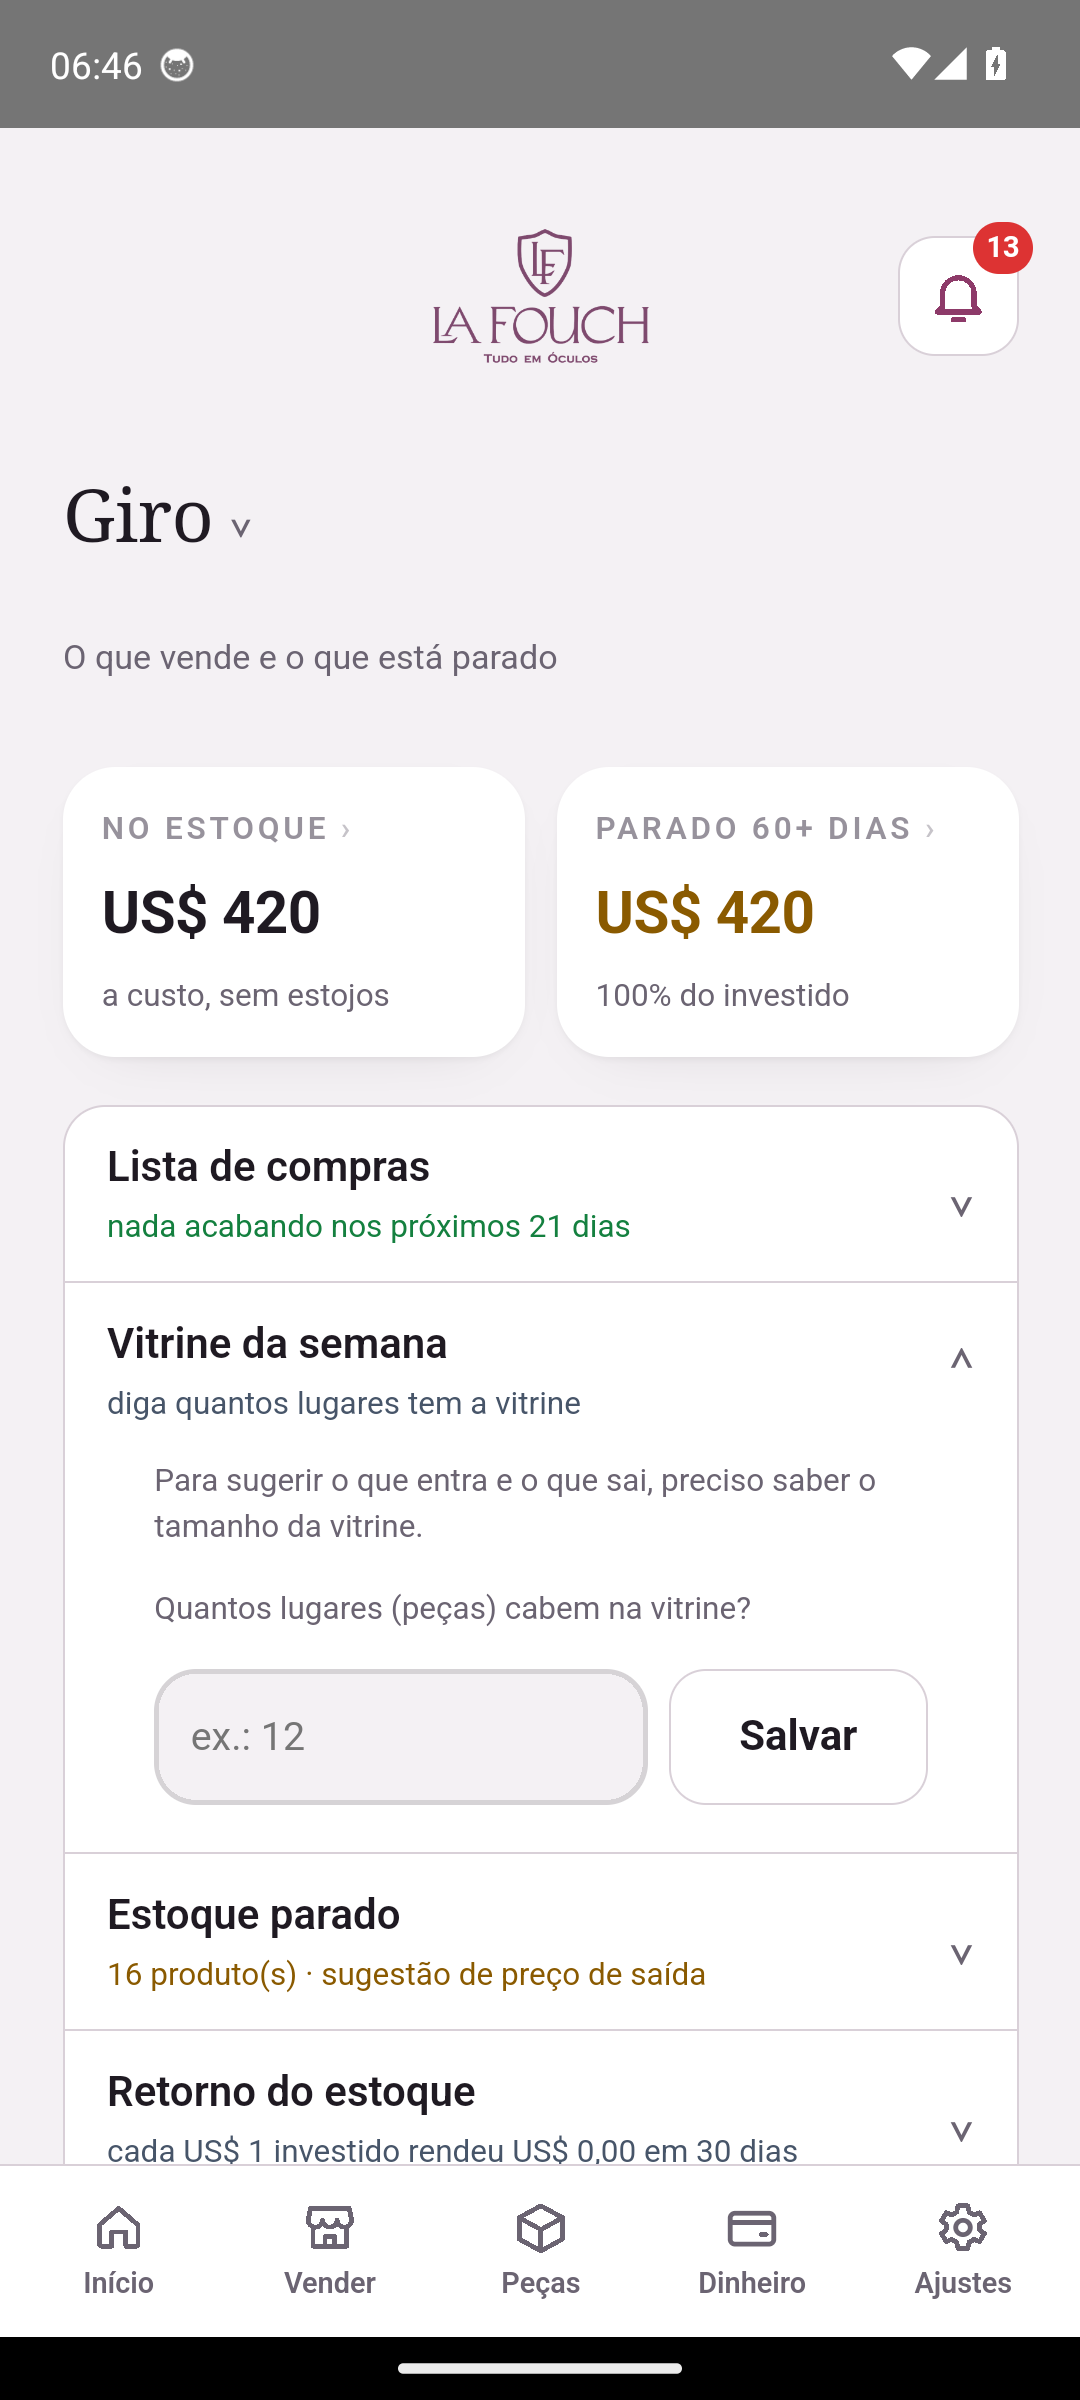 06:46
LF
LA FOUCH
TUDO EM ÓCULOS
13
Giro
O que vende e o que está parado
NO ESTOQUE ›
US$ 420
a custo, sem estojos
PARADO 60+ DIAS ›
US$ 420
100% do investido
Lista de compras
nada acabando nos próximos 21 dias
Vitrine da semana
diga quantos lugares tem a vitrine
Para sugerir o que entra e o que sai, preciso saber o
tamanho da vitrine.
Quantos lugares (peças) cabem na vitrine?
ex.: 12
Salvar
Estoque parado
16 produto(s) · sugestão de preço de saída
Retorno do estoque
cada US$ 1 investido rendeu US$ 0,00 em 30 dias
Início
Vender
Peças
Dinheiro
Ajustes